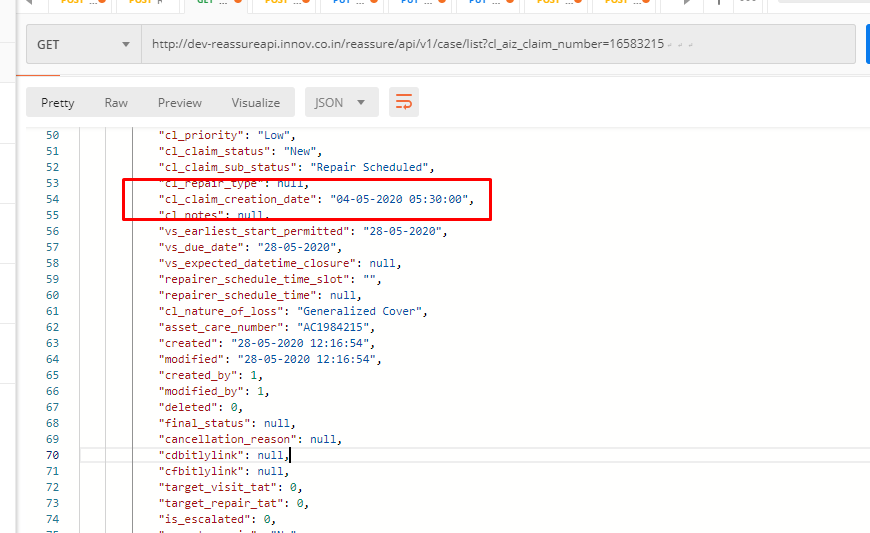 GET http://dev-reassureapi.innov.co.in/reassure/api/v1/case/list?cl_aiz_claim_number=16583215
Pretty Raw Preview Visualize JSON
50 "cl_priority": "Low",
51 "cl_claim_status": "New",
52 "cl_claim_sub_status": "Repair Scheduled",
53 "cl_repair_type": null,
54 "cl_claim_creation_date": "04-05-2020 05:30:00",
55 "cl_notes": null,
56 "vs_earliest_start_permitted": "28-05-2020",
57 "vs_due_date": "28-05-2020",
58 "vs_expected_datetime_closure": null,
59 "repairer_schedule_time_slot": "",
60 "repairer_schedule_time": null,
61 "cl_nature_of_loss": "Generalized Cover",
62 "asset_care_number": "AC1984215",
63 "created": "28-05-2020 12:16:54",
64 "modified": "28-05-2020 12:16:54",
65 "created_by": 1,
66 "modified_by": 1,
67 "deleted": 0,
68 "final_status": null,
69 "cancellation_reason": null,
70 "cdbitlylink": null,
71 "cfbitlylink": null,
72 "target_visit_tat": 0,
73 "target_repair_tat": 0,
74 "is_escalated": 0,